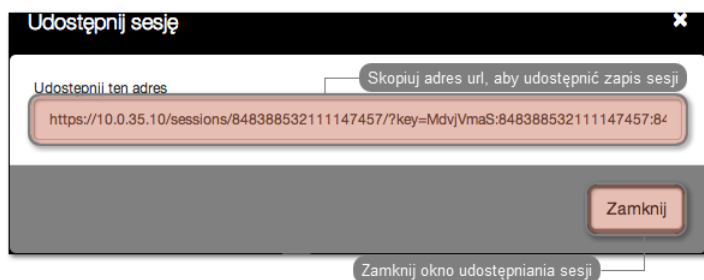 Udostępnij sesję
Skopiuj adres url, aby udostępnić zapis sesji
Udostępnij ten adres
https://10.0.35.10/sessions/848388532111147457/?key=MdvjVmaS:848388532111147457:84
Zamknij
Zamknij okno udostępniania sesji